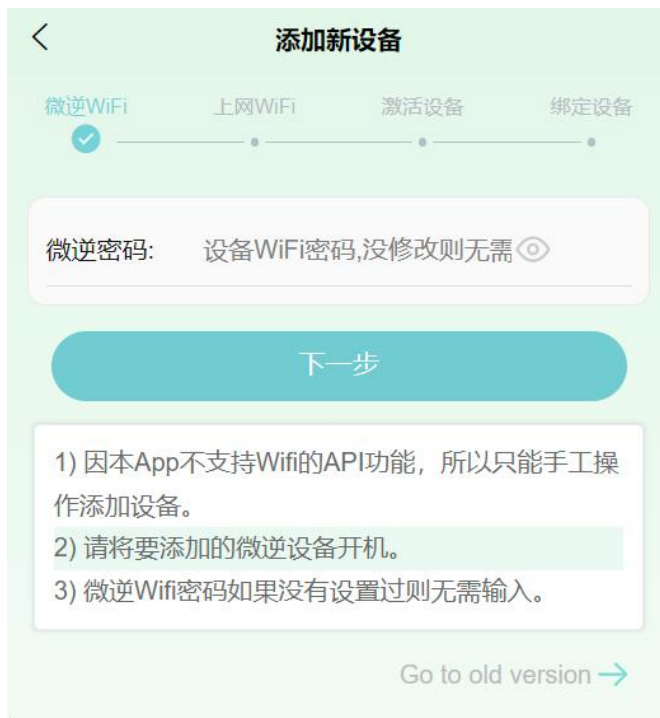 添加新设备
微逆WiFi 上网WiFi 激活设备 绑定设备
微逆密码: 设备WiFi密码,没修改则无需
下一步
1) 因本App不支持Wifi的API功能，所以只能手工操
作添加设备。
2) 请将要添加的微逆设备开机。
3) 微逆Wifi密码如果没有设置过则无需输入。
Go to old version